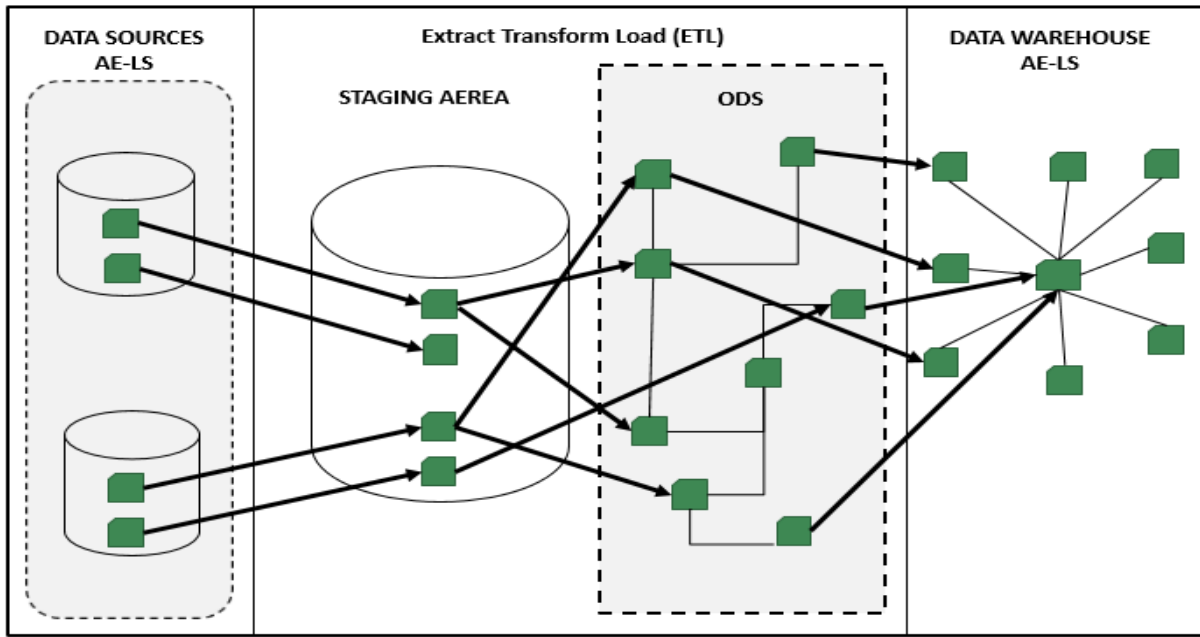 DATA SOURCES
AE-LS
Extract Transform Load (ETL)
DATA WAREHOUSE
AE-LS
STAGING AEREA
ODS